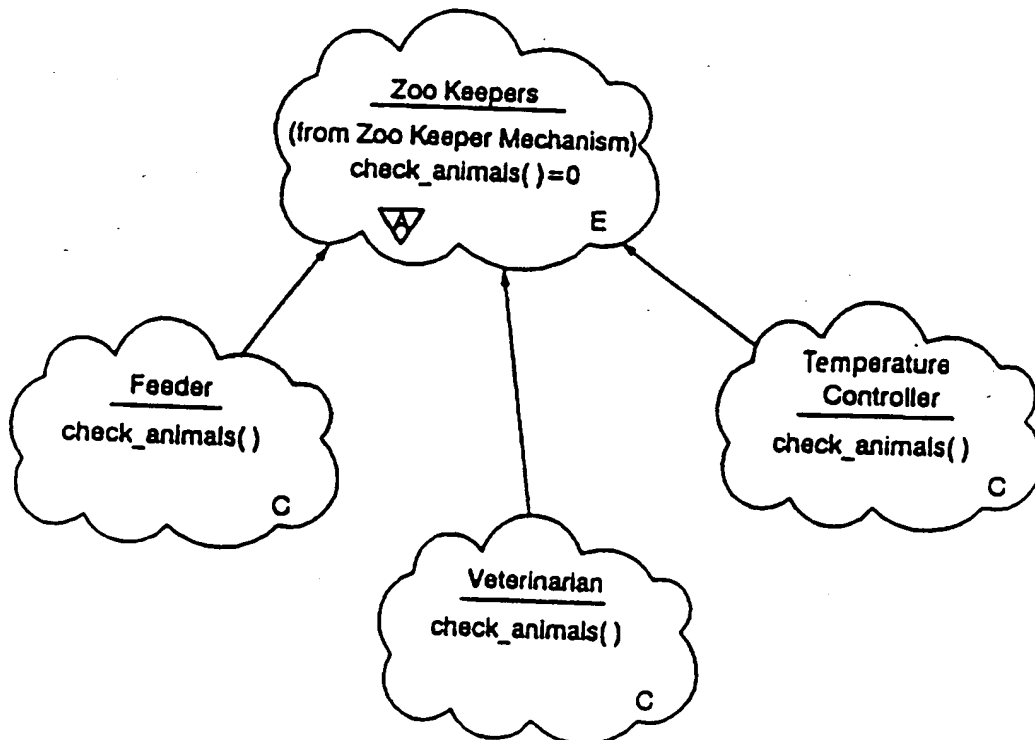 Zoo Keepers
(from Zoo Keeper Mechanism)
check_animals( )=0
A
E
Feeder
check_animals( )
C
Temperature
Controller
check_animals( )
C
Veterinarian
check_animals( )
C